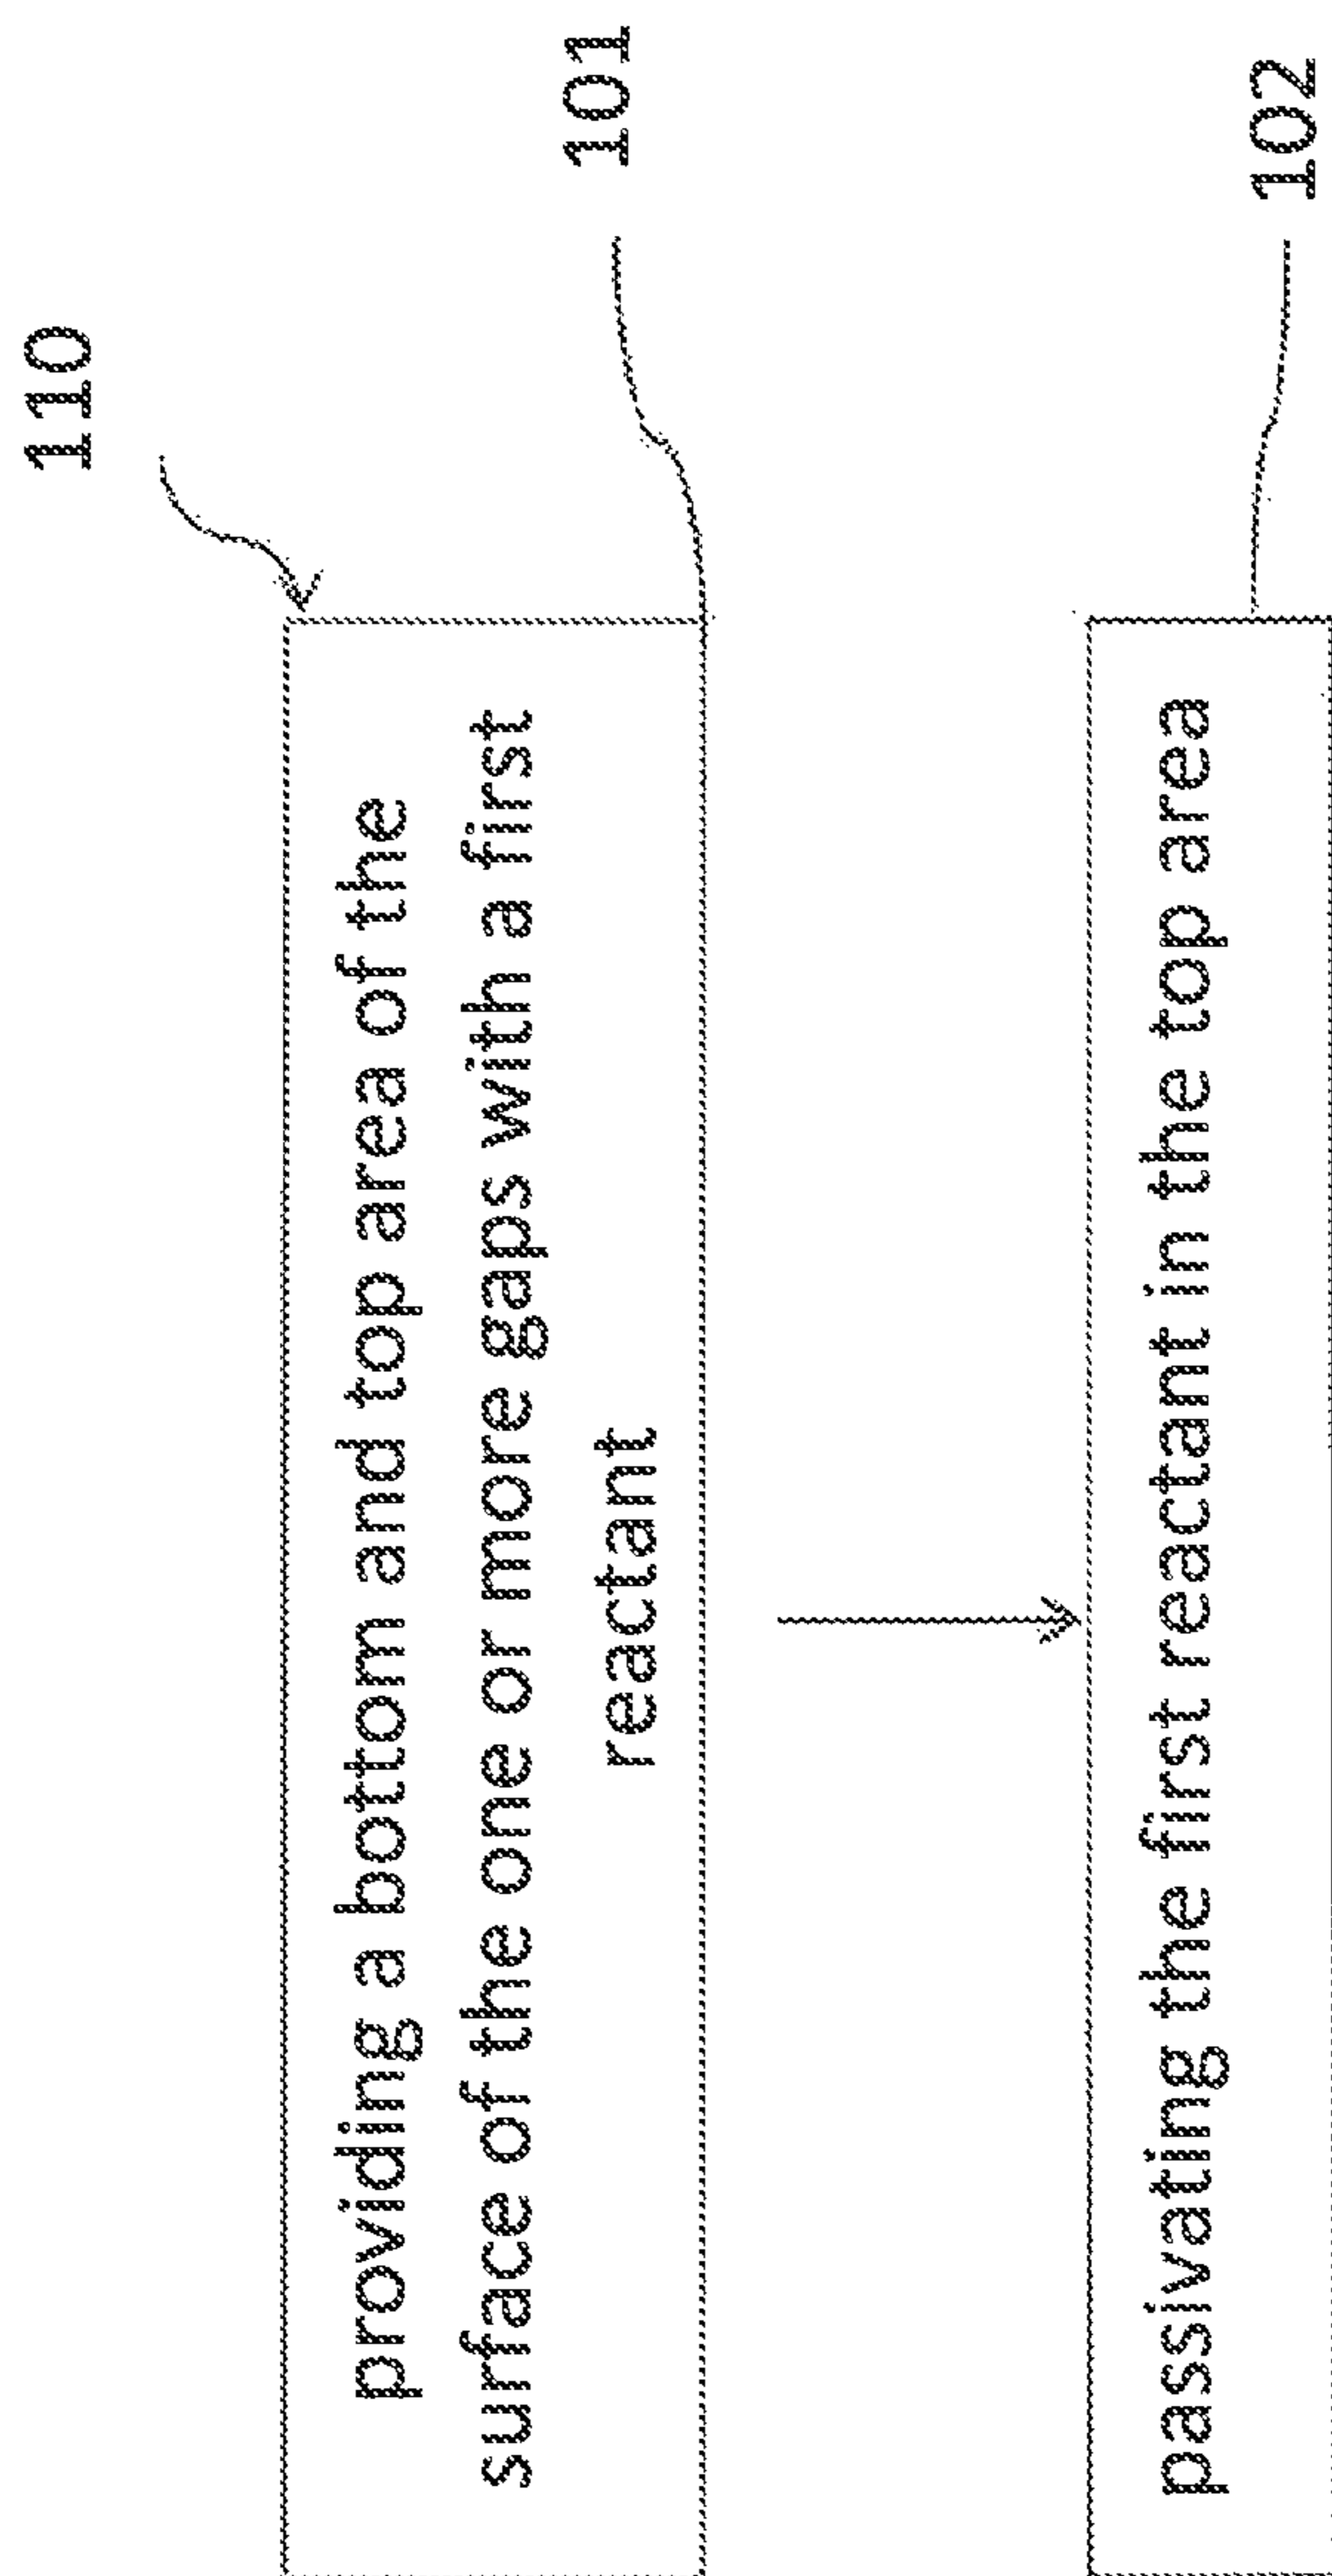 110
providing a bottom and top area of the
surface of the one or more gaps with a first
reactant
101
passivating the first reactant in the top area
102